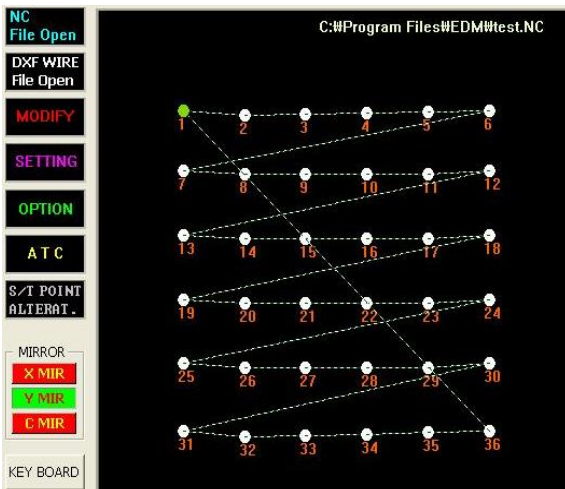 NC
File Open
C:₩Program Files₩EDM₩test.NC
DXF WIRE
File Open
MODIFY
SETTING
OPTION
A T C
S/T POINT
ALTERAT.
MIRROR
X MIR
Y MIR
C MIR
KEY BOARD
1 2 3 4 5 6
7 8 9 10 11 12
13 14 15 16 17 18
19 20 21 22 23 24
25 26 27 28 29 30
31 32 33 34 35 36